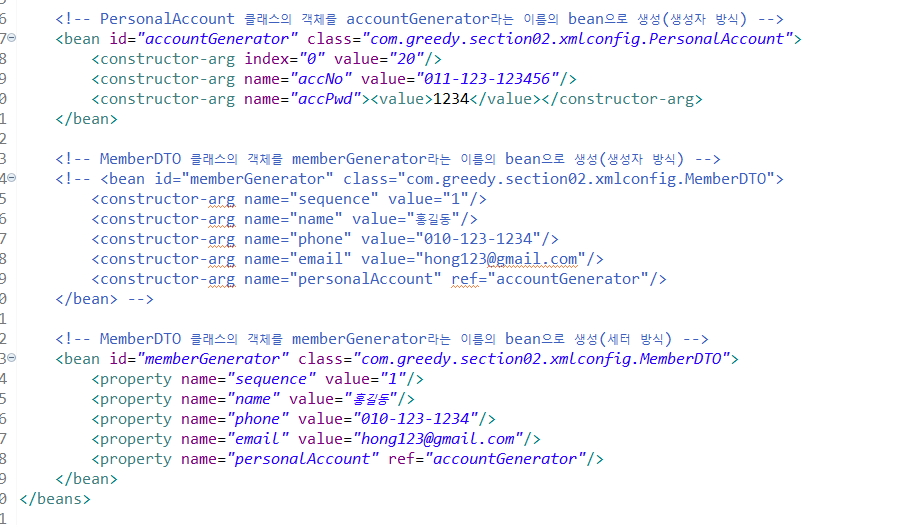 6 <!-- PersonalAccount 클래스의 객체를 accountGenerator라는 이름의 bean으로 생성(생성자 방식) -->
7 <bean id="accountGenerator" class="com.greedy.section02.xmlconfig.PersonalAccount">
8 <constructor-arg index="0" value="20"/>
9 <constructor-arg name="accNo" value="011-123-123456"/>
0 <constructor-arg name="accPwd"><value>1234</value></constructor-arg>
1 </bean>
2
3 <!-- MemberDTO 클래스의 객체를 memberGenerator라는 이름의 bean으로 생성(생성자 방식) -->
4 <!-- <bean id="memberGenerator" class="com.greedy.section02.xmlconfig.MemberDTO">
5 <constructor-arg name="sequence" value="1"/>
6 <constructor-arg name="name" value="홍길동"/>
7 <constructor-arg name="phone" value="010-123-1234"/>
8 <constructor-arg name="email" value="hong123@gmail.com"/>
9 <constructor-arg name="personalAccount" ref="accountGenerator"/>
0 </bean> -->
1
2 <!-- MemberDTO 클래스의 객체를 memberGenerator라는 이름의 bean으로 생성(세터 방식) -->
3 <bean id="memberGenerator" class="com.greedy.section02.xmlconfig.MemberDTO">
4 <property name="sequence" value="1"/>
5 <property name="name" value="홍길동"/>
6 <property name="phone" value="010-123-1234"/>
7 <property name="email" value="hong123@gmail.com"/>
8 <property name="personalAccount" ref="accountGenerator"/>
9 </bean>
0 </beans>
1